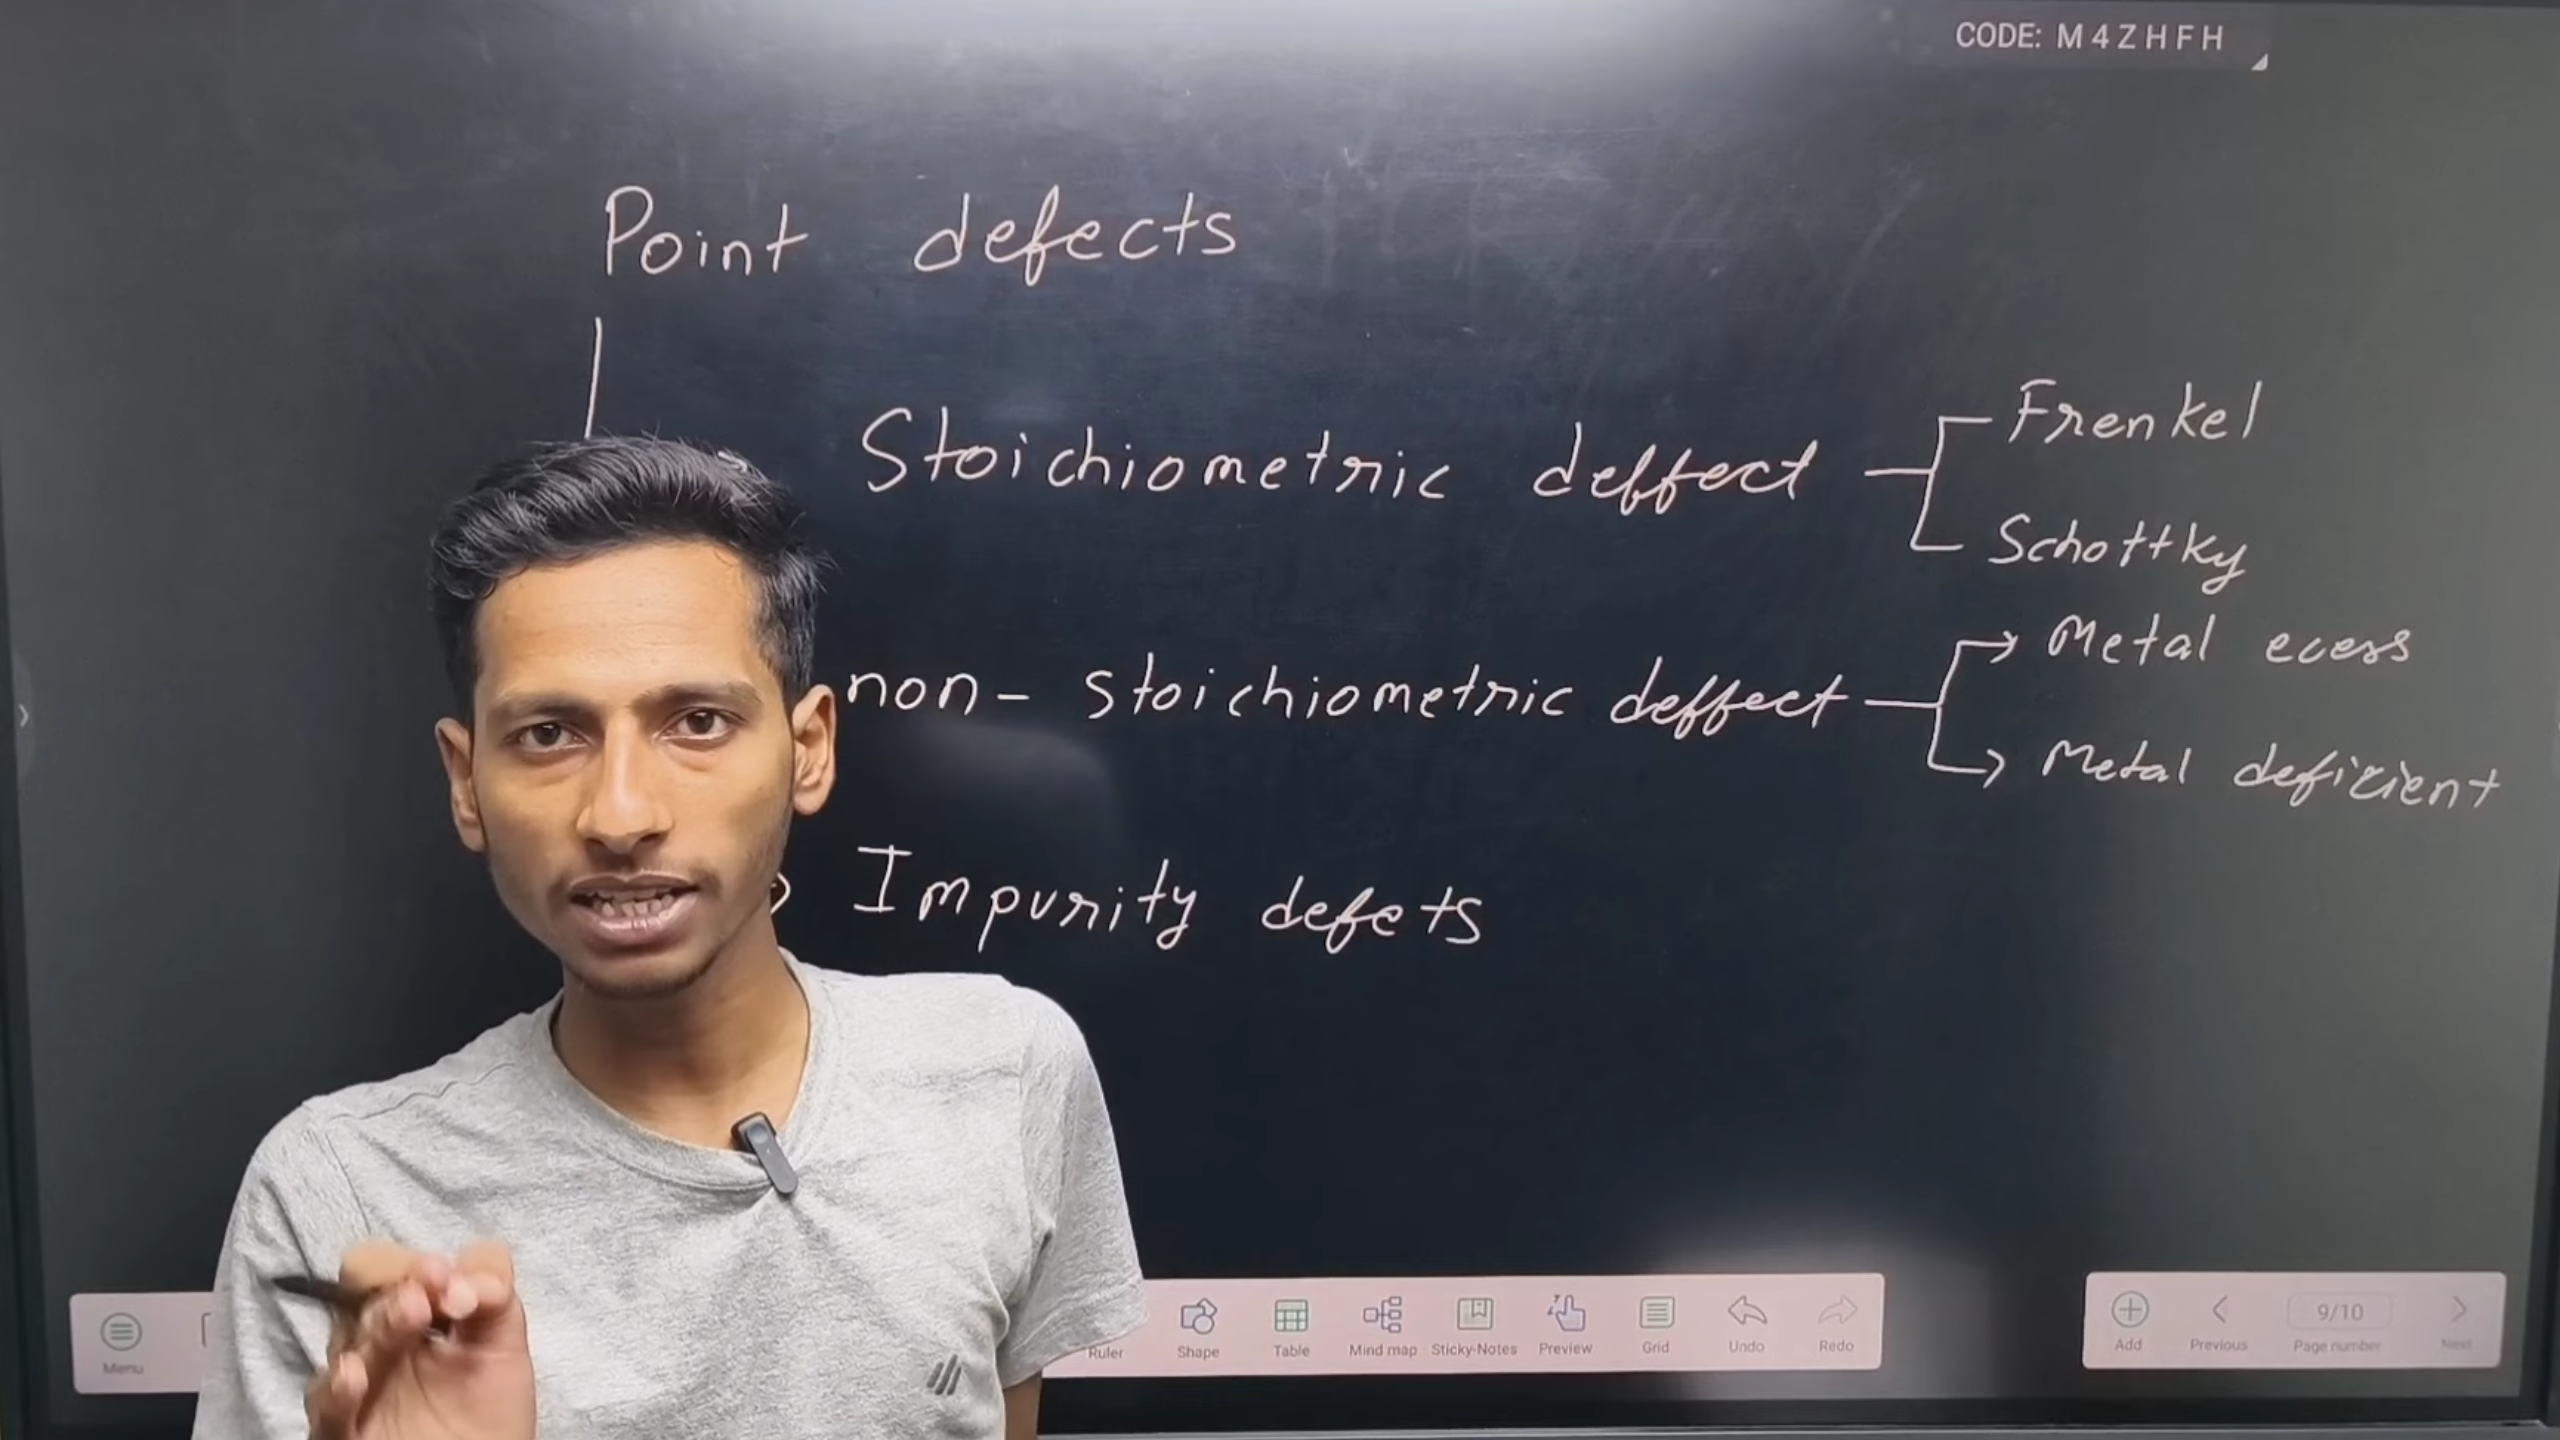 CODE: M4ZHFH
Point defects
Stoichiometric deffect
Frenkel
Schottky
non- stoichiometric deffect
Metal ecess
Metal deficient
Impurity defets
Menu
Ruler
Shape
Table
Mind map
Sticky-Notes
Preview
Grid
Undo
Redo
Add
Previous
9/10
Page number
Next